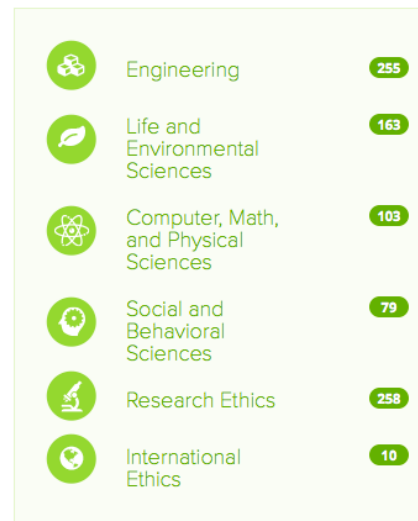 Engineering 255
Life and 163
Environmental
Sciences
Computer, Math, 103
and Physical
Sciences
Social and 79
Behavioral
Sciences
Research Ethics 258
International 10
Ethics